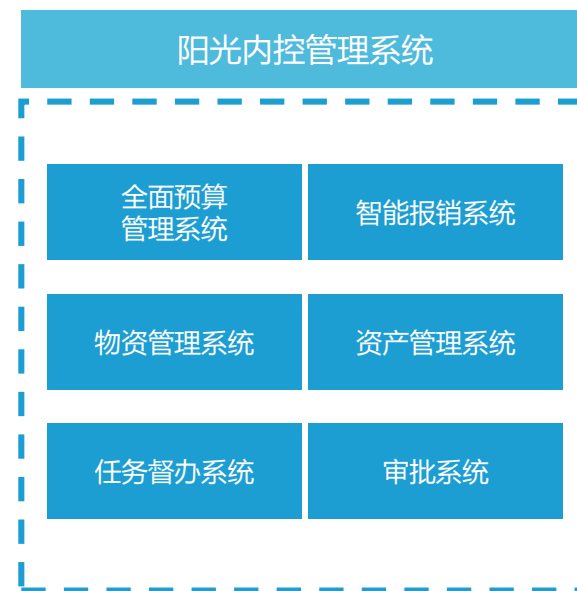 阳光内控管理系统
全面预算
管理系统
智能报销系统
物资管理系统
资产管理系统
任务督办系统
审批系统